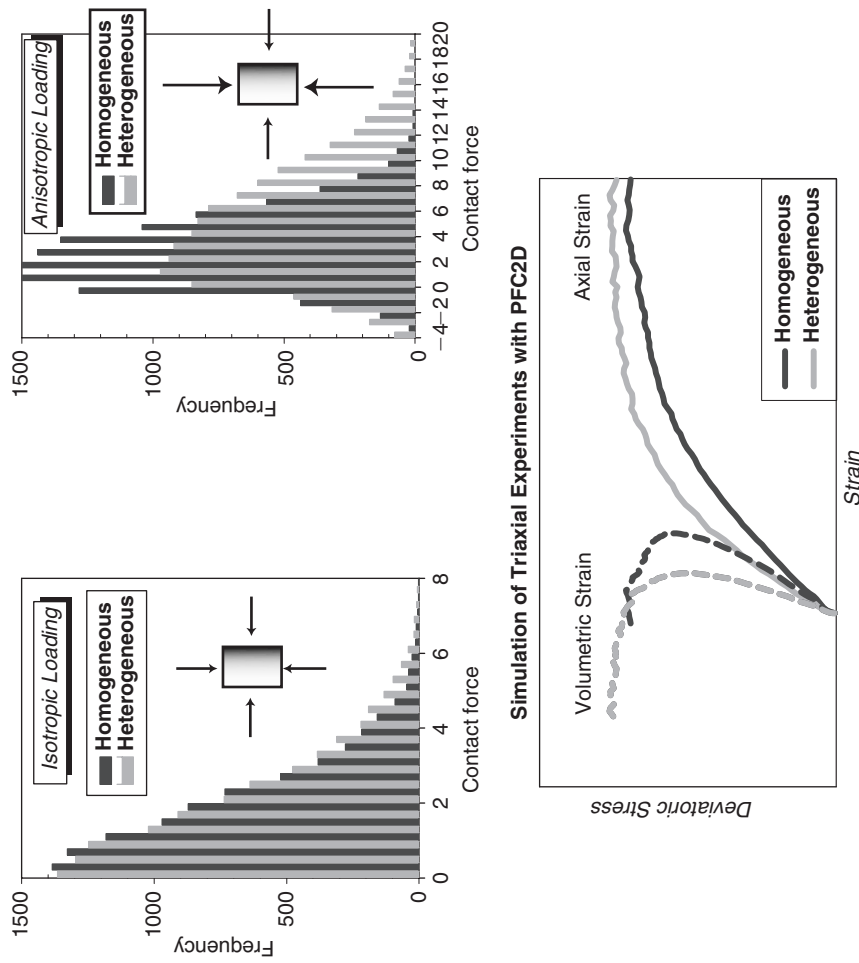 Isotropic Loading
Homogeneous
Heterogeneous
1500
1000
500
0
Frequency
0 2 4 6 8
Contact force
Anisotropic Loading
Homogeneous
Heterogeneous
1500
1000
500
0
Frequency
−4−2 0 2 4 6 8 10 12 14 16 18 20
Contact force
Simulation of Triaxial Experiments with PFC2D
Volumetric Strain
Axial Strain
Homogeneous
Heterogeneous
Deviatoric Stress
Strain